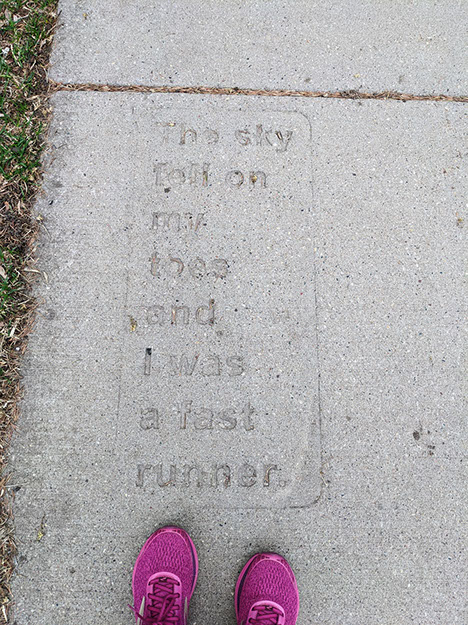 The sky
fell on
my
toes
and
I was
a fast
runner.